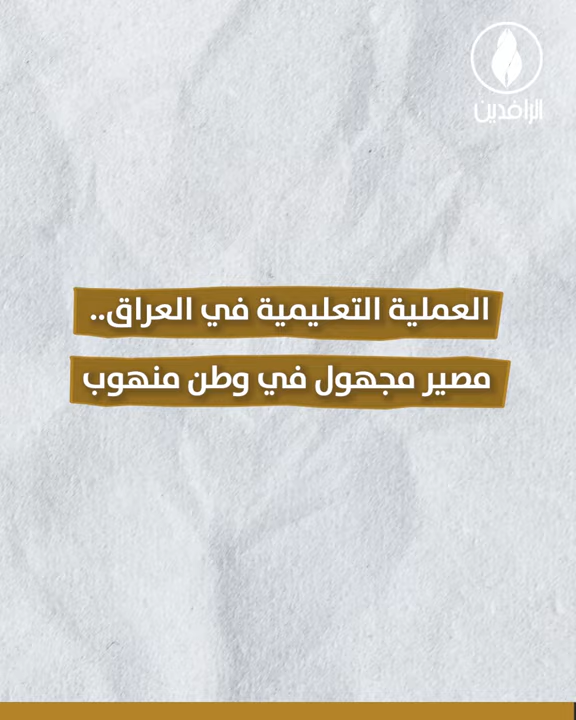 الرافدين
العملية التعليمية في العراق..
مصير مجهول في وطن منهوب